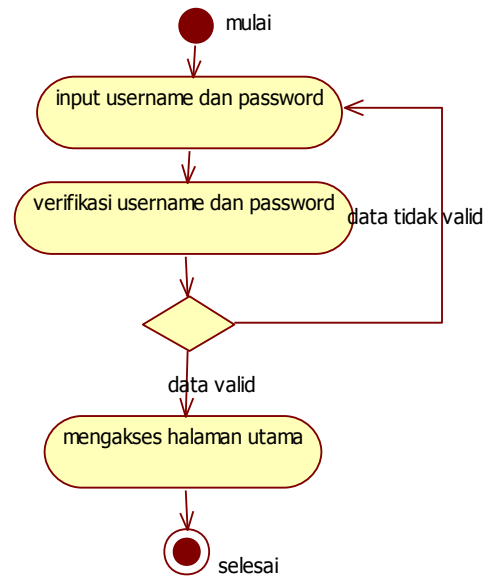 mulai
input username dan password
verifikasi username dan password
data tidak valid
data valid
mengakses halaman utama
selesai